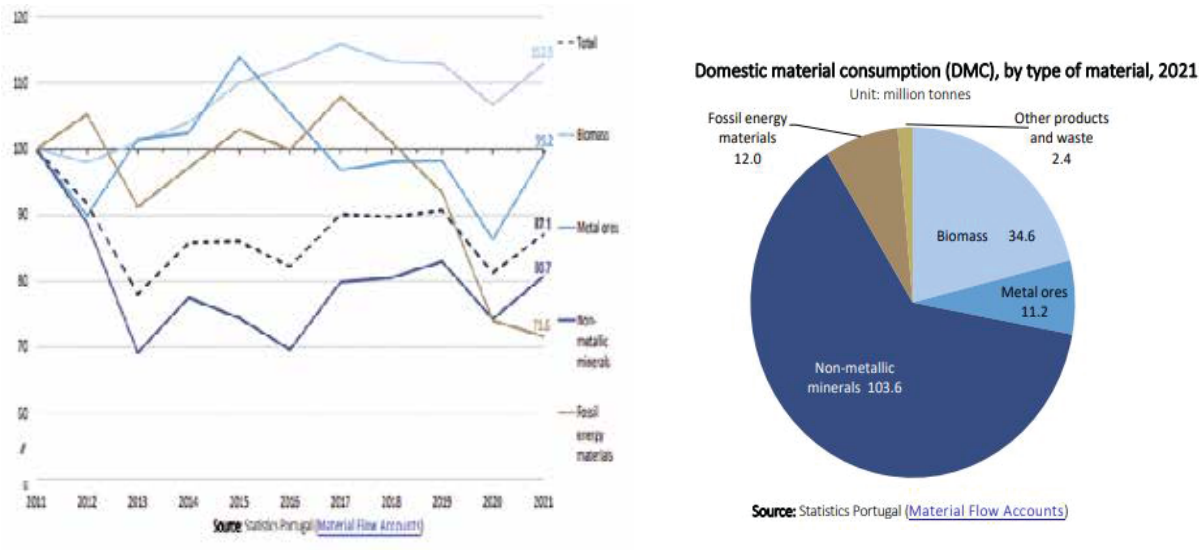 120
110
100
90
80
70
2011 2012 2013 2014 2015 2016 2017 2018 2019 2020 2021
Total
Biomass
99.2
87.1
Metal ores
80.7
71.6
Non-
metallic
minerals
Fossil
energy
materials
Source: Statistics Portugal (Material Flow Accounts)
Domestic material consumption (DMC), by type of material, 2021
Unit: million tonnes
Fossil energy
materials
12.0
Other products
and waste
2.4
Biomass 34.6
Metal ores
11.2
Non-metallic
minerals 103.6
Source: Statistics Portugal (Material Flow Accounts)